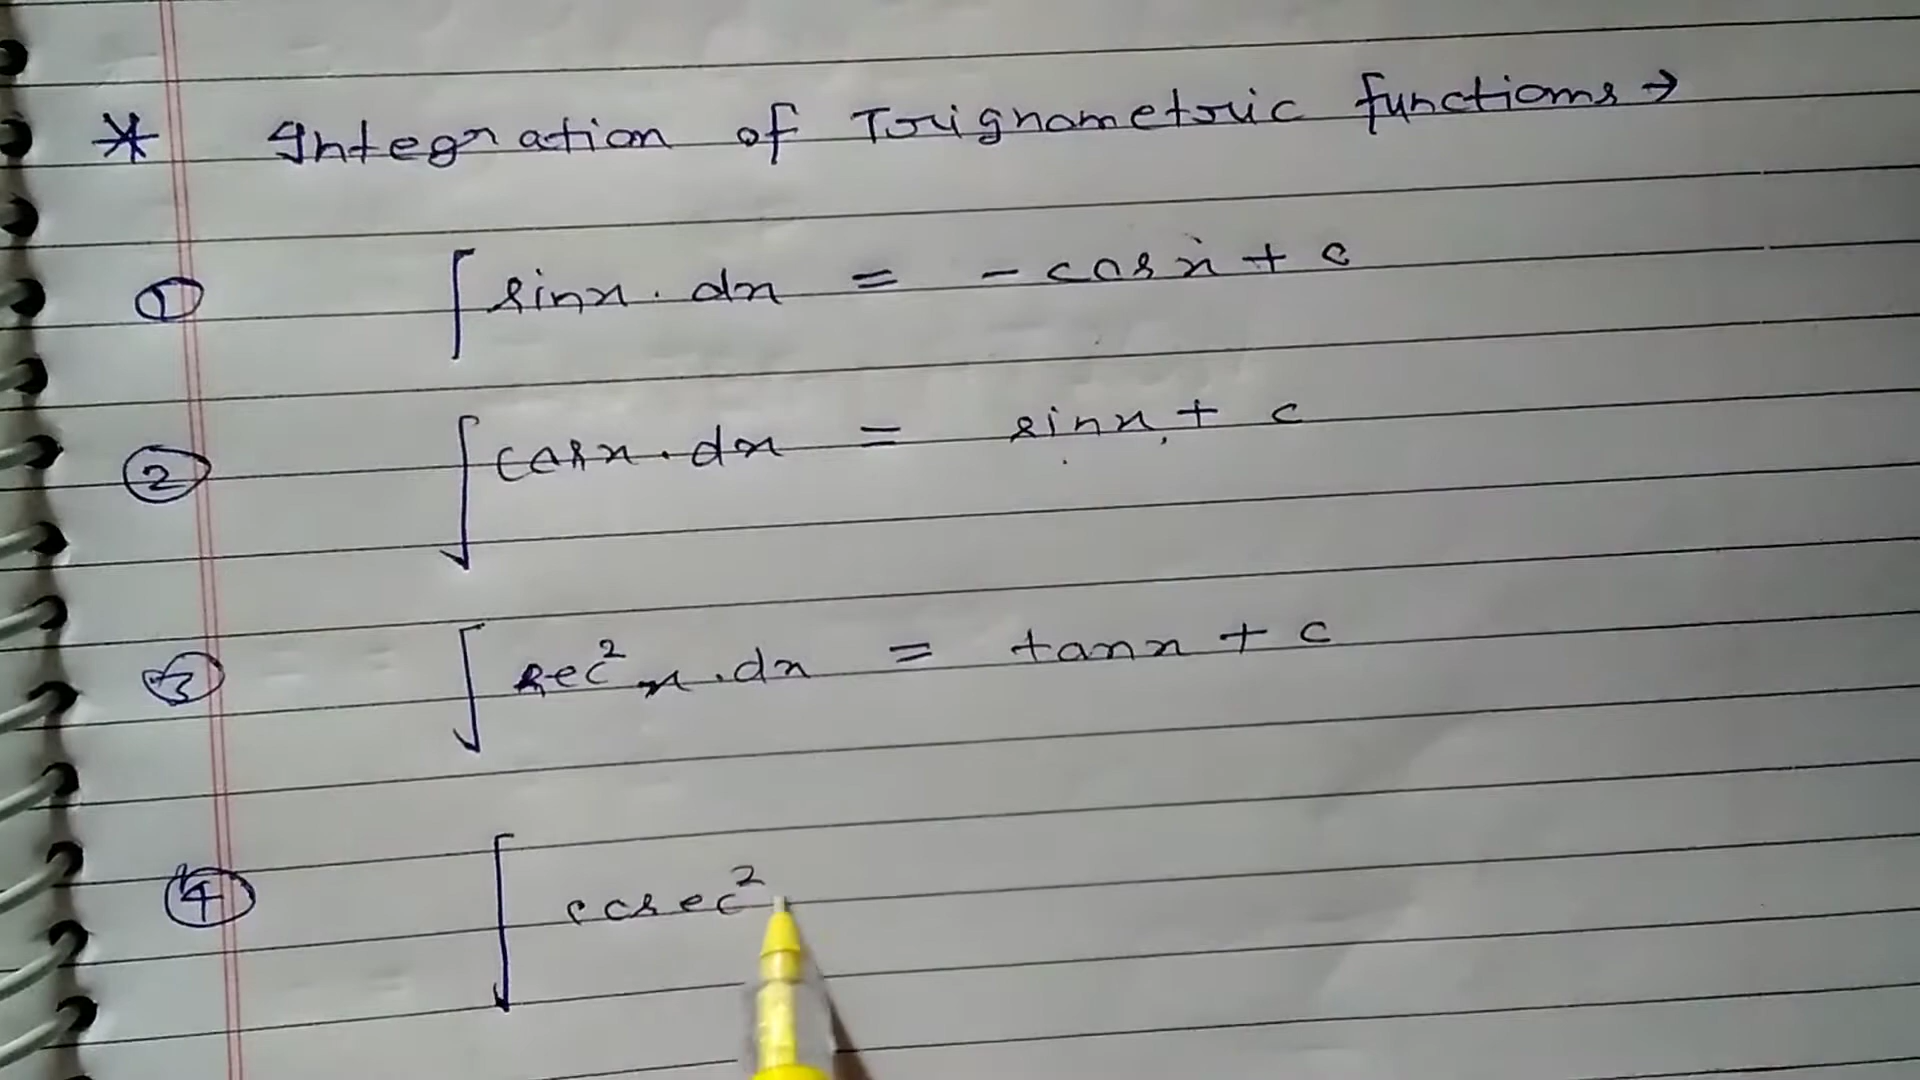 * Integration of Trignometric functions →
① ∫ sinx . dx = - cosx + c
② ∫ cosx . dx = sinx + c
③ ∫ sec²x . dx = tanx + c
④ ∫ cosec²